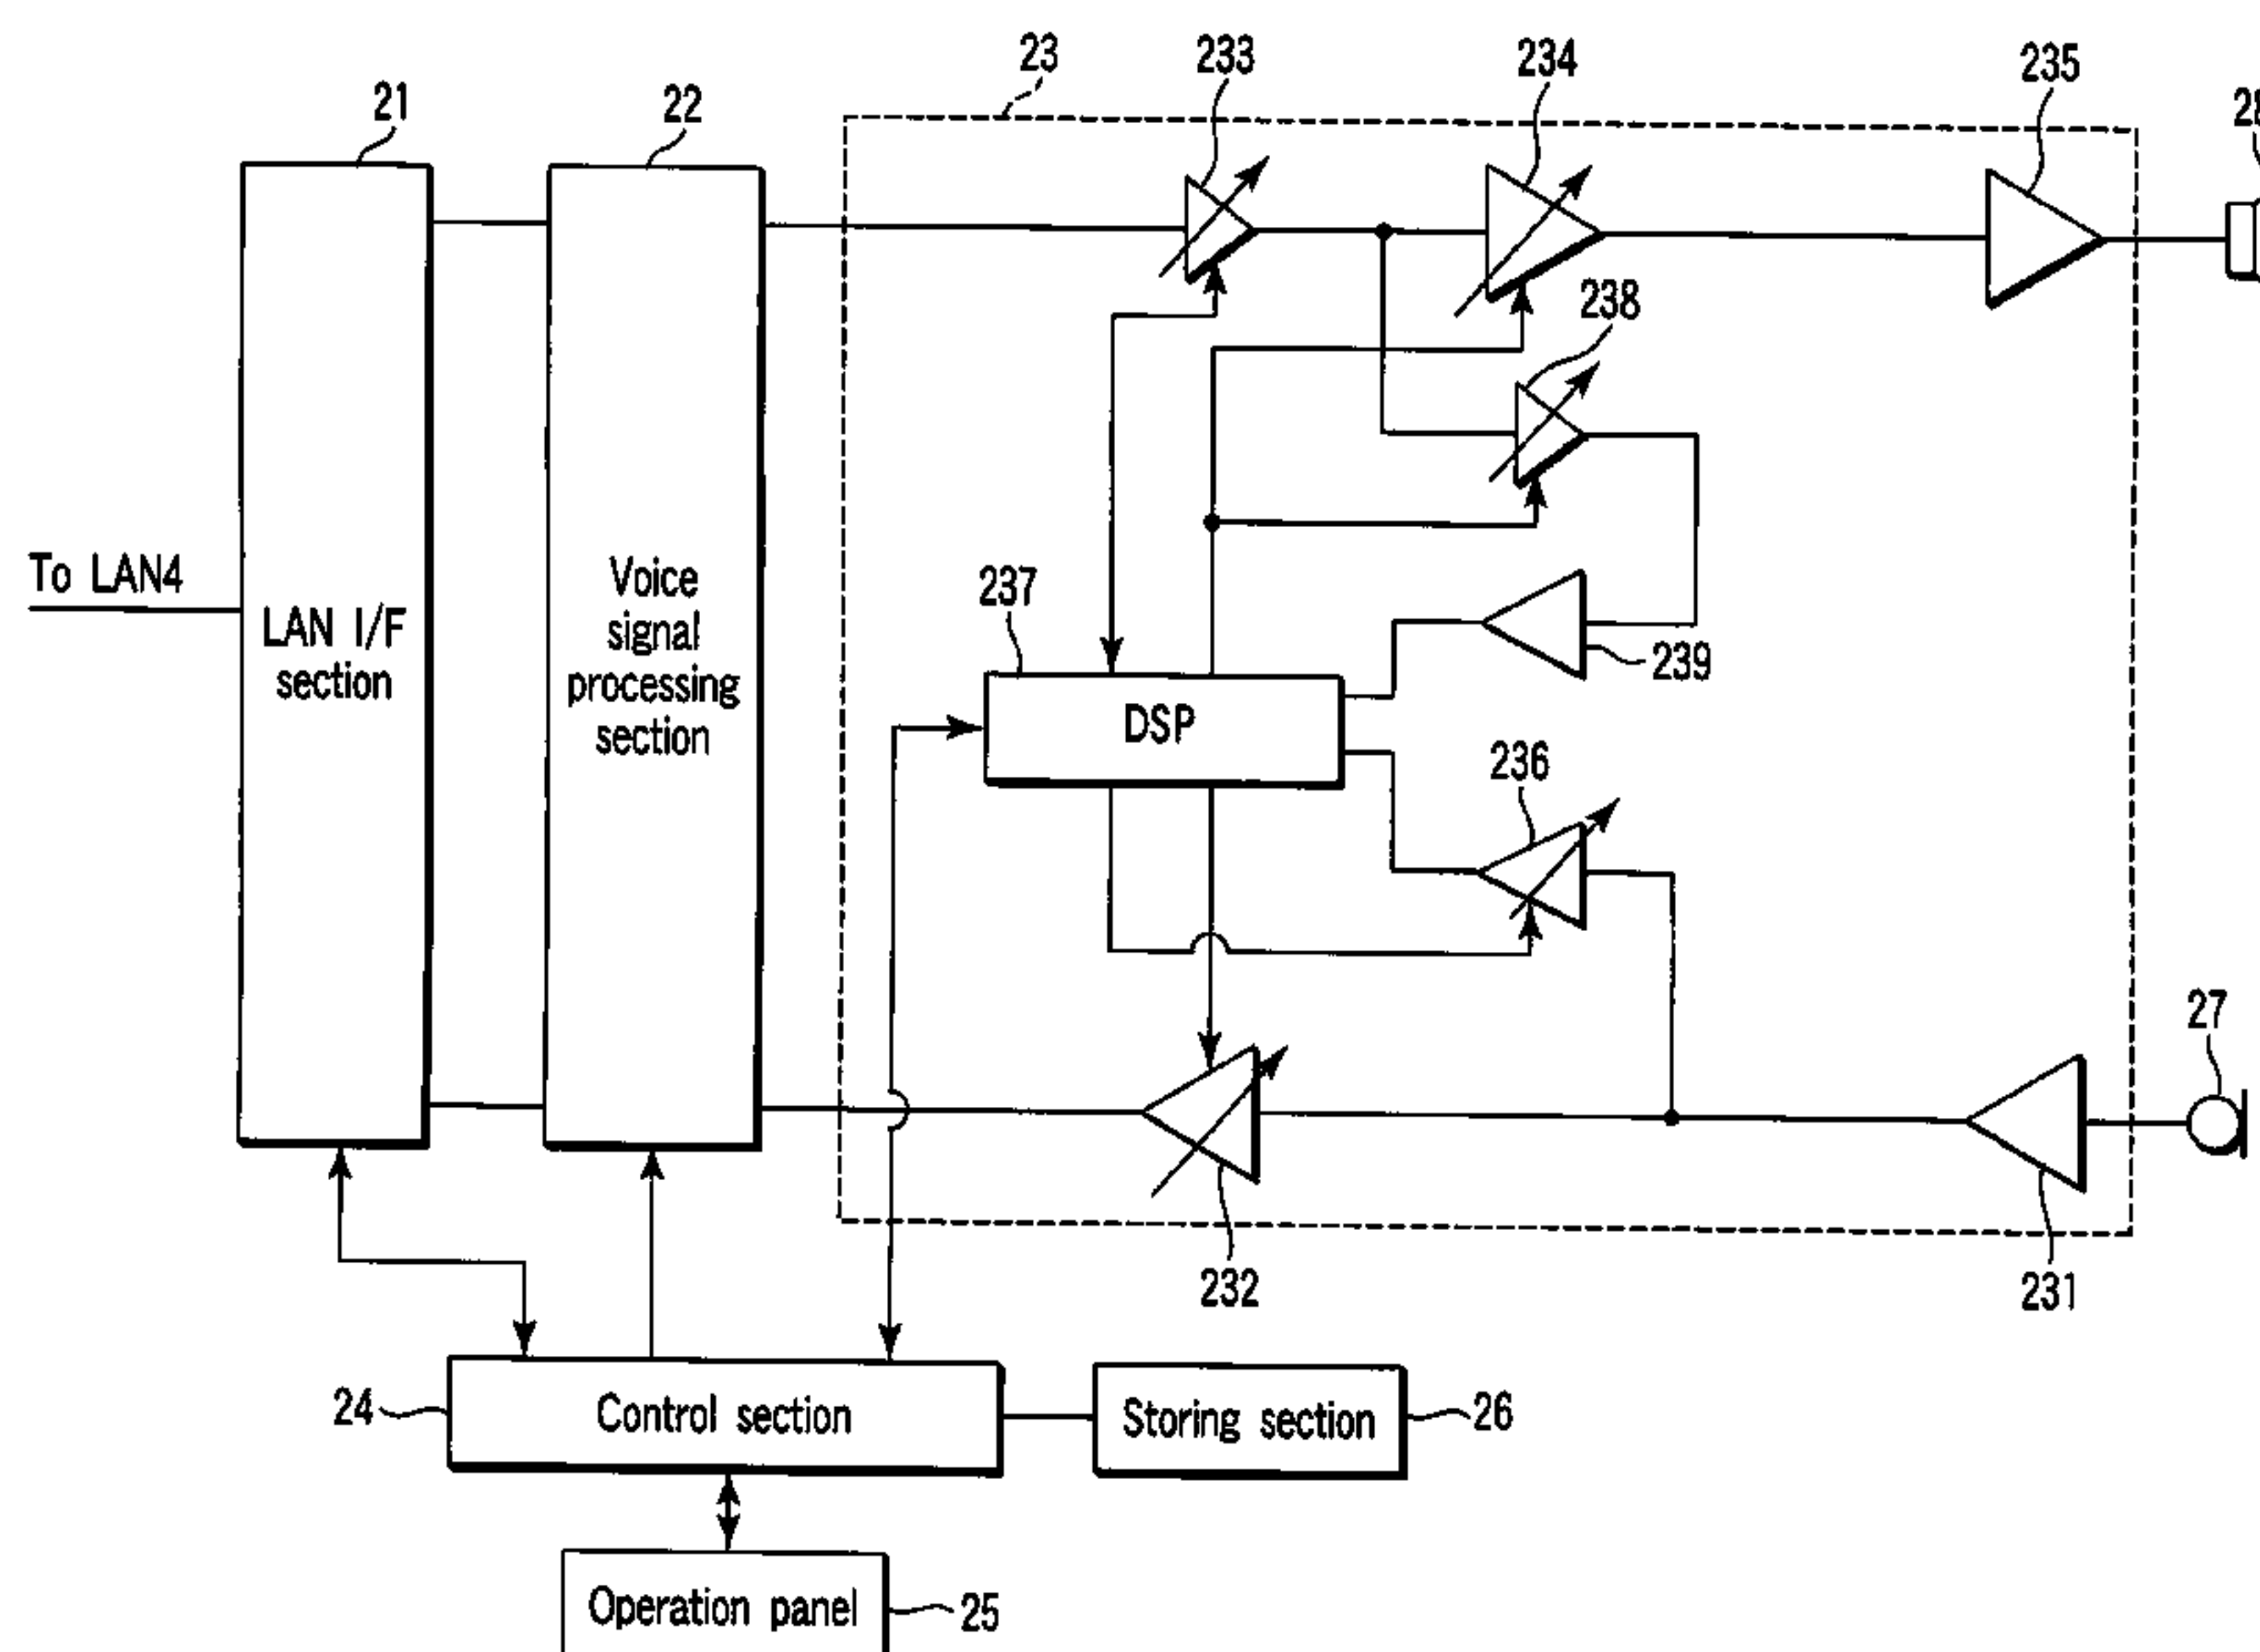 23
233
234
235
21
22
238
To LAN4
LAN I/F
section
Voice
signal
processing
section
237
239
DSP
236
27
232
231
24
Control section
Storing section
26
Operation panel
25